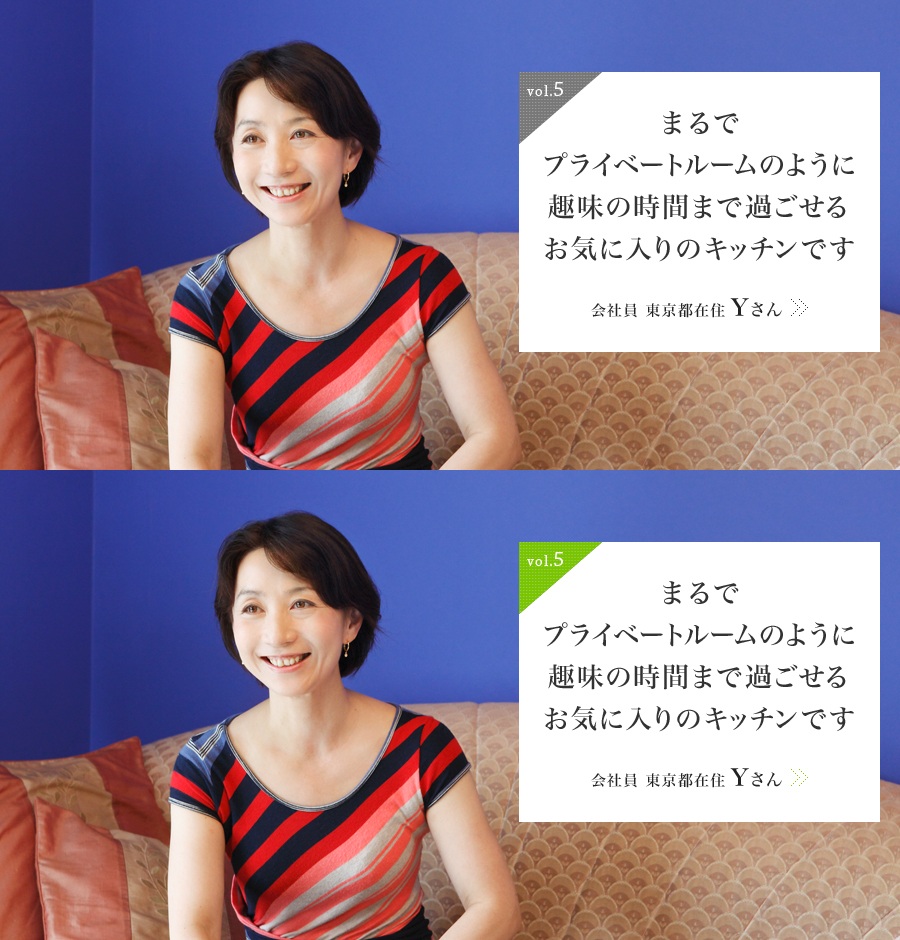 vol.5
まるで
プライベートルームのように
趣味の時間まで過ごせる
お気に入りのキッチンです
会社員 東京都在住 Yさん
vol.5
まるで
プライベートルームのように
趣味の時間まで過ごせる
お気に入りのキッチンです
会社員 東京都在住 Yさん